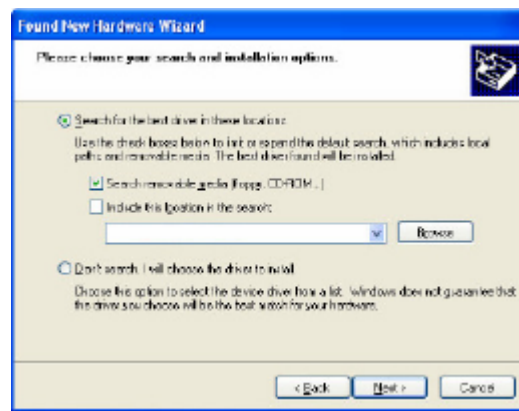 Found New Hardware Wizard
Please choose your search and installation options.
Search for the best driver in these locations.
Use the check boxes below to limit or expand the default search, which includes local
paths and removable media. The best driver found will be installed.
Search removable media (floppy, CD-ROM...)
Include this location in the search:
Browse
Don't search. I will choose the driver to install.
Choose this option to select the device driver from a list. Windows does not guarantee that
the driver you choose will be the best match for your hardware.
< Back
Next >
Cancel